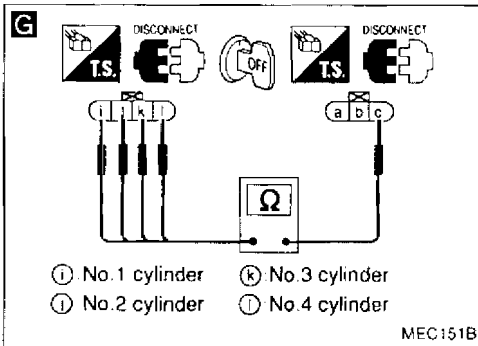 G
DISCONNECT
T.S.
OFF
DISCONNECT
T.S.
i j k l
a b c
Ω
ⓘ No.1 cylinder
ⓚ No.3 cylinder
ⓙ No.2 cylinder
ⓛ No.4 cylinder
MEC151B